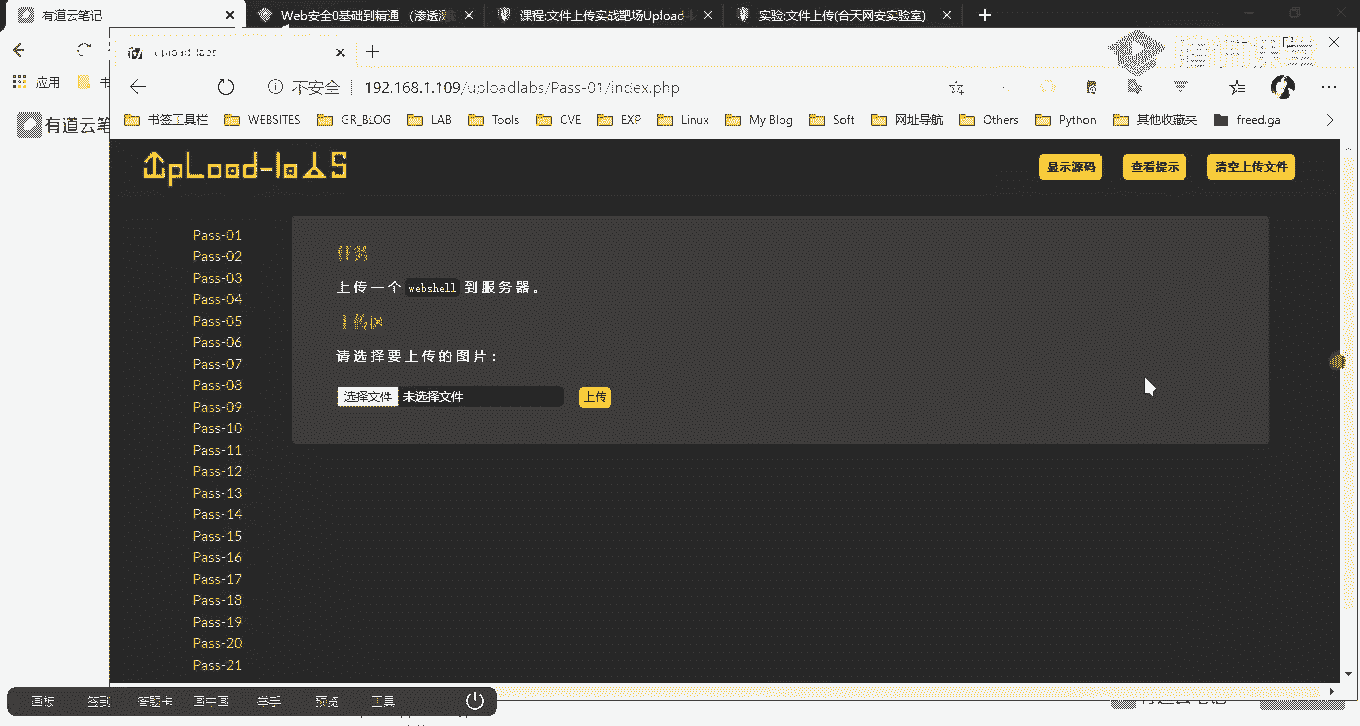 有道云笔记
Web安全0基础到精通 （渗透
课程:文件上传实战靶场Upload
实验:文件上传(合天网安实验室)
应用
不安全
192.168.1.109/uploadlabs/Pass-01/index.php
有道云笔
书签工具栏
WEBSITES
GR_BLOG
LAB
Tools
CVE
EXP
Linux
My Blog
Soft
网址导航
Others
Python
其他收藏夹
freed.ga
UpLoad-labs
显示源码
查看提示
清空上传文件
Pass-01
Pass-02
Pass-03
Pass-04
Pass-05
Pass-06
Pass-07
Pass-08
Pass-09
Pass-10
Pass-11
Pass-12
Pass-13
Pass-14
Pass-15
Pass-16
Pass-17
Pass-18
Pass-19
Pass-20
Pass-21
任务
上传一个 webshell 到服务器。
上传区
请选择要上传的图片：
选择文件 未选择文件
上传
画板
签到
答题卡
画中画
举手
预览
工具